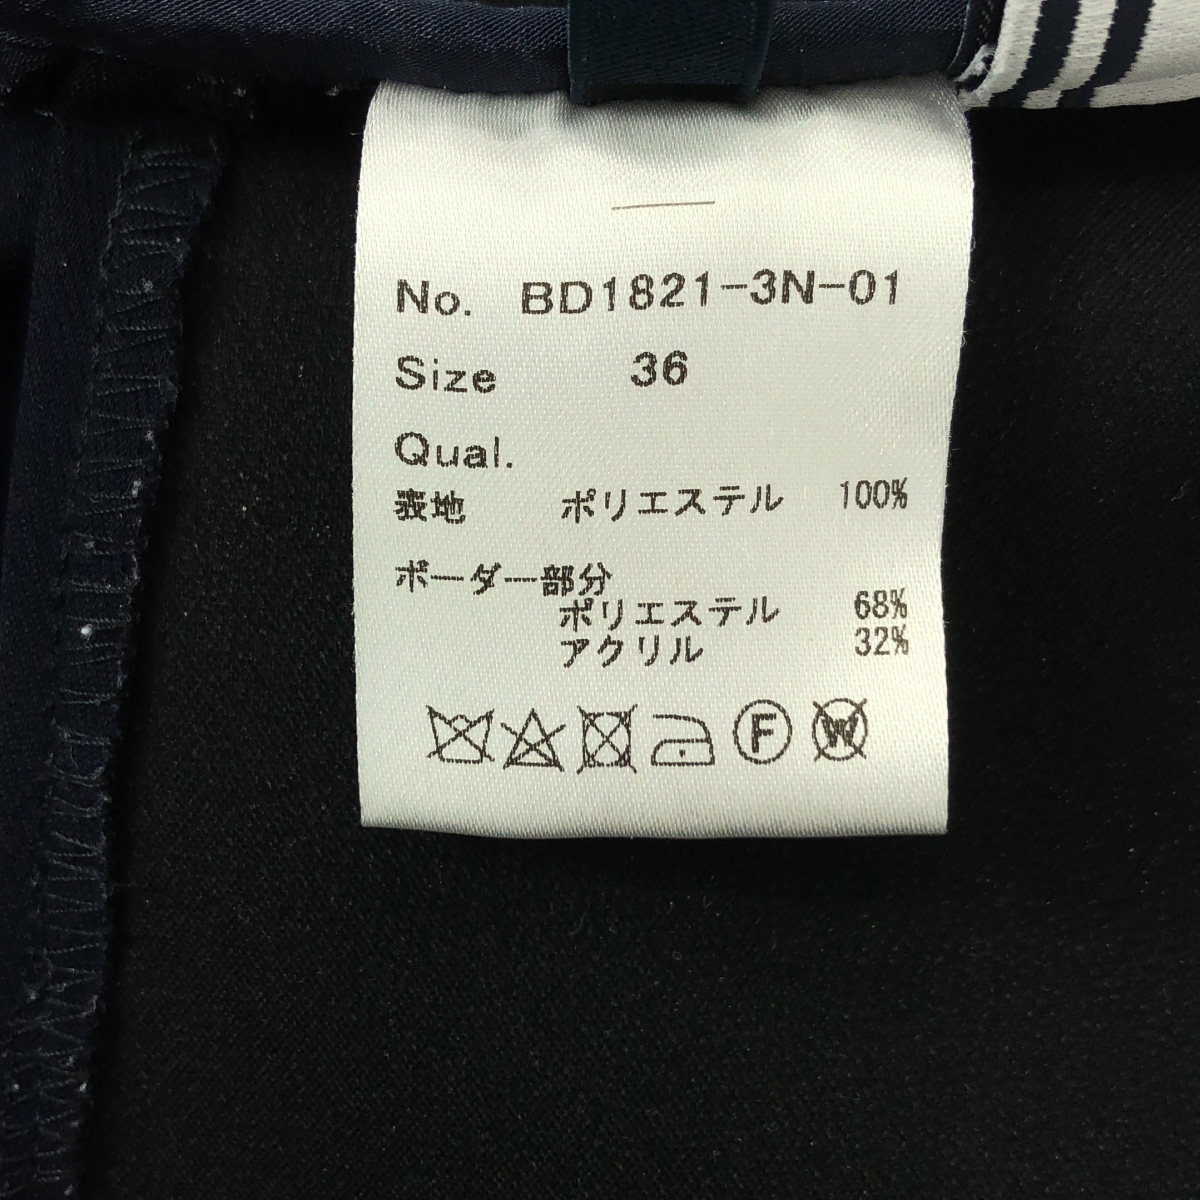 No. BD1821-3N-01
Size 36
Qual.
表地 ポリエステル 100%
ボーダー部分
ポリエステル 68%
アクリル 32%
F W